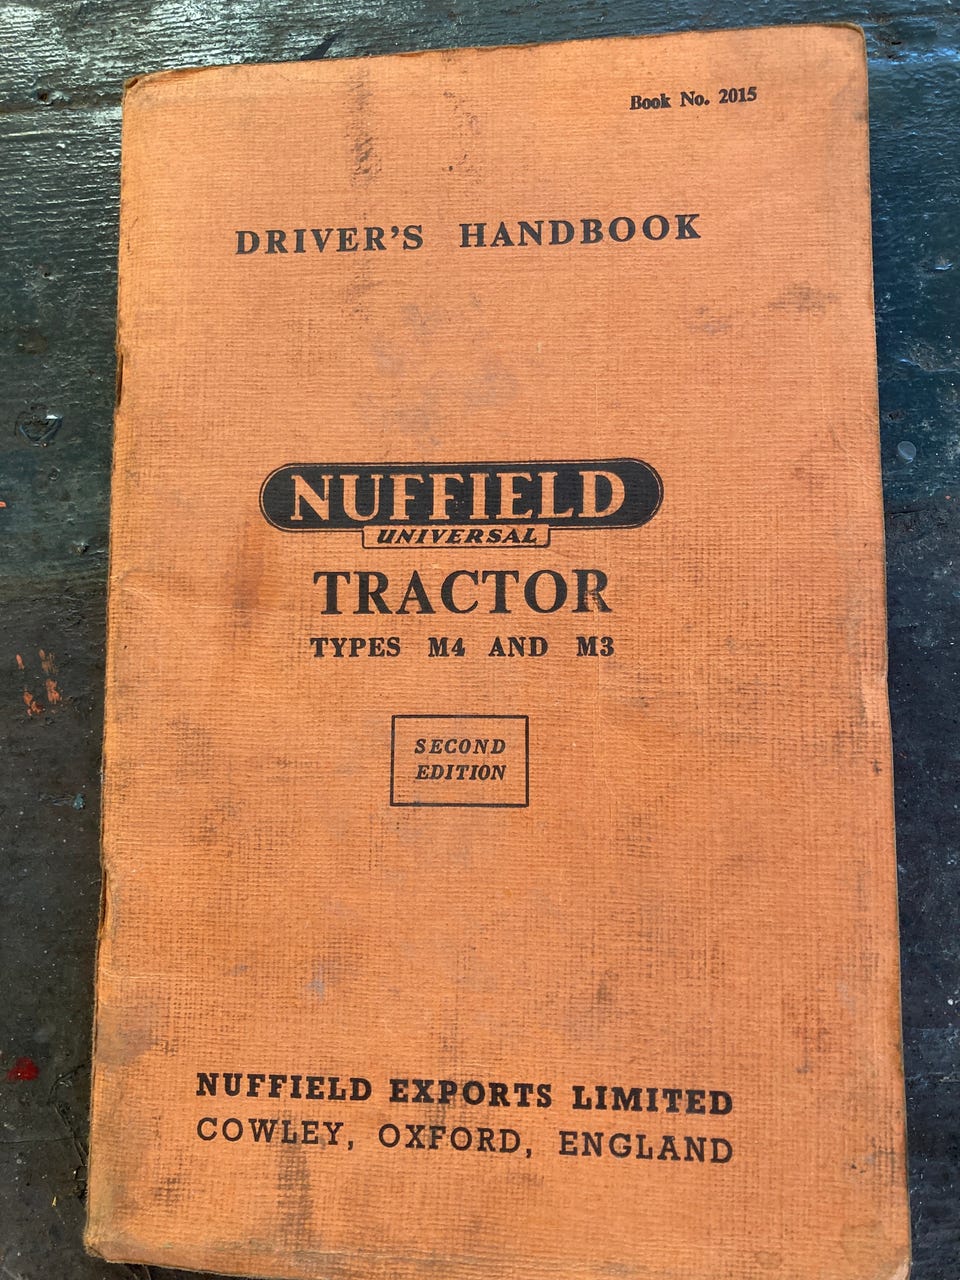 Book No. 2015
DRIVER'S HANDBOOK
NUFFIELD
UNIVERSAL
TRACTOR
TYPES M4 AND M3
SECOND
EDITION
NUFFIELD EXPORTS LIMITED
COWLEY, OXFORD, ENGLAND